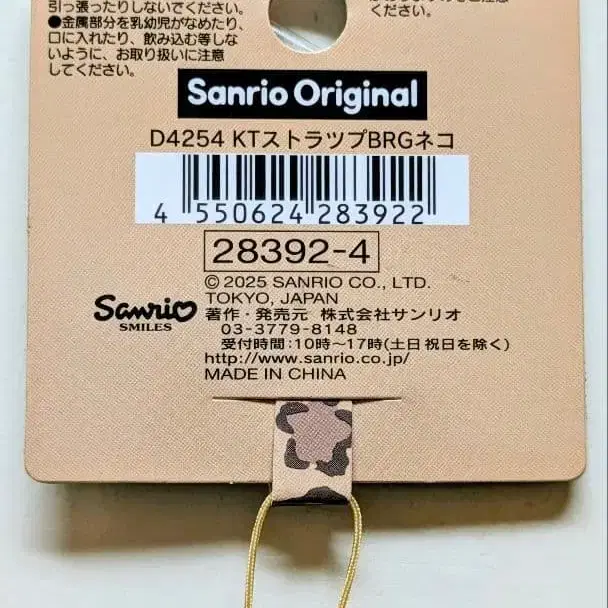 引っ張ったりしないでください。
●金属部分を乳幼児がなめたり、
口に入れたり、飲み込む等しな
いように、お取り扱いに注意
してください。
ください。
Sanrio Original
D4254 KTストラツプBRGネコ
4 550624 283922
28392-4
© 2025 SANRIO CO., LTD.
TOKYO, JAPAN
Sanrio
SMILES
著作・発売元 株式会社サンリオ
03-3779-8148
受付時間:10時～17時(土日祝日を除く)
http://www.sanrio.co.jp/
MADE IN CHINA